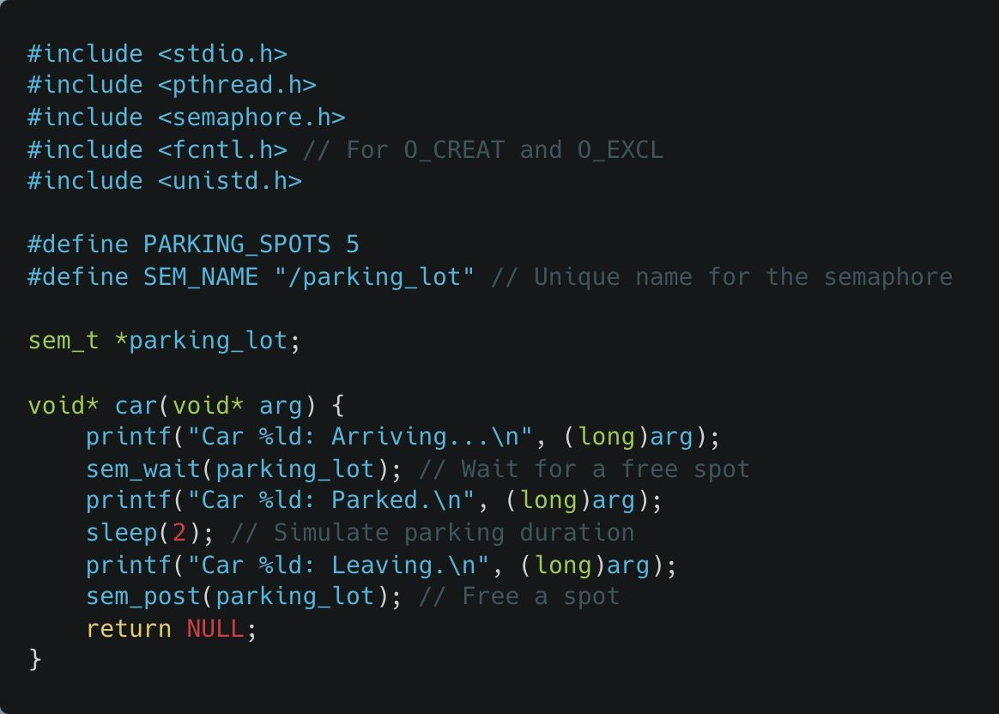 #include <stdio.h>
#include <pthread.h>
#include <semaphore.h>
#include <fcntl.h> // For O_CREAT and O_EXCL
#include <unistd.h>

#define PARKING_SPOTS 5
#define SEM_NAME "/parking_lot" // Unique name for the semaphore

sem_t *parking_lot;

void* car(void* arg) {
    printf("Car %ld: Arriving...\n", (long)arg);
    sem_wait(parking_lot); // Wait for a free spot
    printf("Car %ld: Parked.\n", (long)arg);
    sleep(2); // Simulate parking duration
    printf("Car %ld: Leaving.\n", (long)arg);
    sem_post(parking_lot); // Free a spot
    return NULL;
}